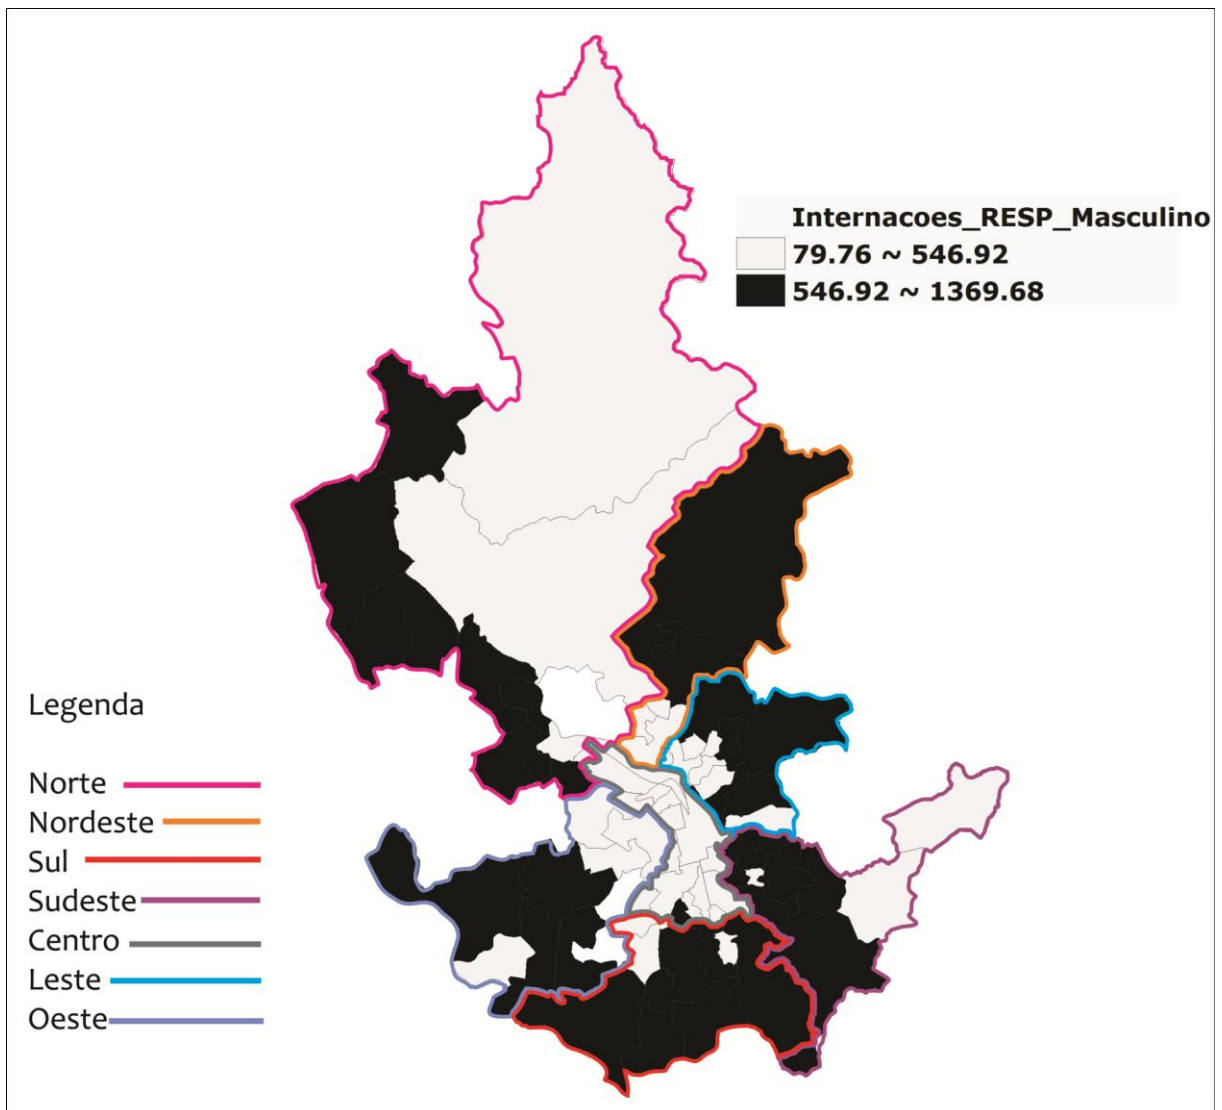 Internacoes_RESP_Masculino
79.76 ~ 546.92
546.92 ~ 1369.68
Legenda
Norte
Nordeste
Sul
Sudeste
Centro
Leste
Oeste